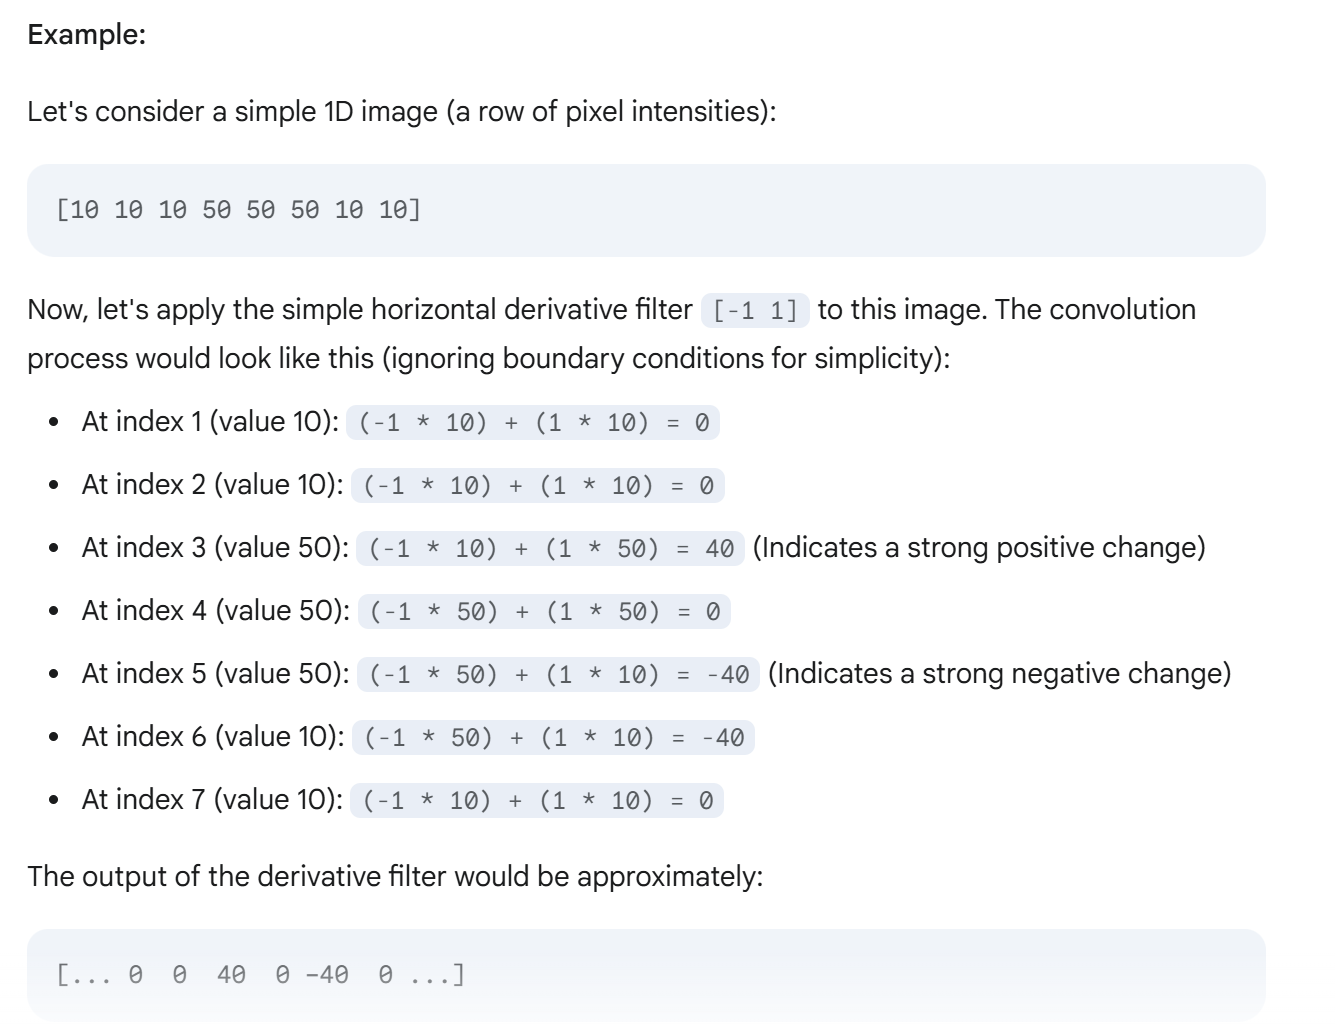 Example:
Let's consider a simple 1D image (a row of pixel intensities):
[10 10 10 50 50 50 10 10]
Now, let's apply the simple horizontal derivative filter [-1 1] to this image. The convolution
process would look like this (ignoring boundary conditions for simplicity):
• At index 1 (value 10): (-1 * 10) + (1 * 10) = 0
• At index 2 (value 10): (-1 * 10) + (1 * 10) = 0
• At index 3 (value 50): (-1 * 10) + (1 * 50) = 40 (Indicates a strong positive change)
• At index 4 (value 50): (-1 * 50) + (1 * 50) = 0
• At index 5 (value 50): (-1 * 50) + (1 * 10) = -40 (Indicates a strong negative change)
• At index 6 (value 10): (-1 * 50) + (1 * 10) = -40
• At index 7 (value 10): (-1 * 10) + (1 * 10) = 0
The output of the derivative filter would be approximately:
[... 0  0  40  0 -40  0 ...]